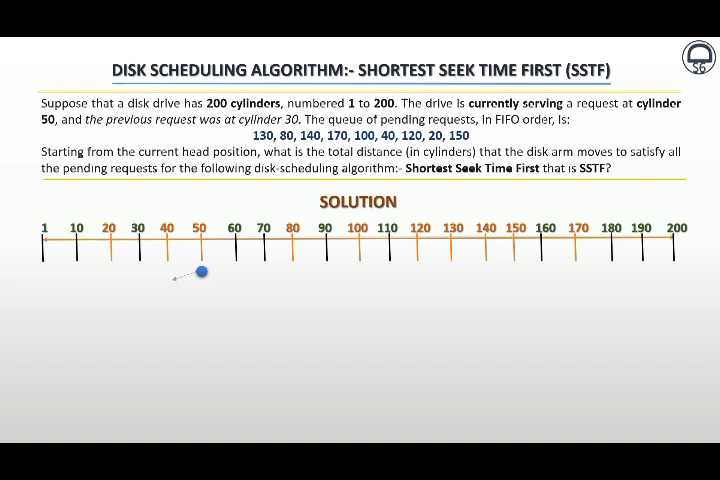 S6
DISK SCHEDULING ALGORITHM:- SHORTEST SEEK TIME FIRST (SSTF)
Suppose that a disk drive has 200 cylinders, numbered 1 to 200. The drive is currently serving a request at cylinder
50, and the previous request was at cylinder 30. The queue of pending requests, in FIFO order, is:
130, 80, 140, 170, 100, 40, 120, 20, 150
Starting from the current head position, what is the total distance (in cylinders) that the disk arm moves to satisfy all
the pending requests for the following disk-scheduling algorithm:- Shortest Seek Time First that is SSTF?
SOLUTION
1 10 20 30 40 50 60 70 80 90 100 110 120 130 140 150 160 170 180 190 200